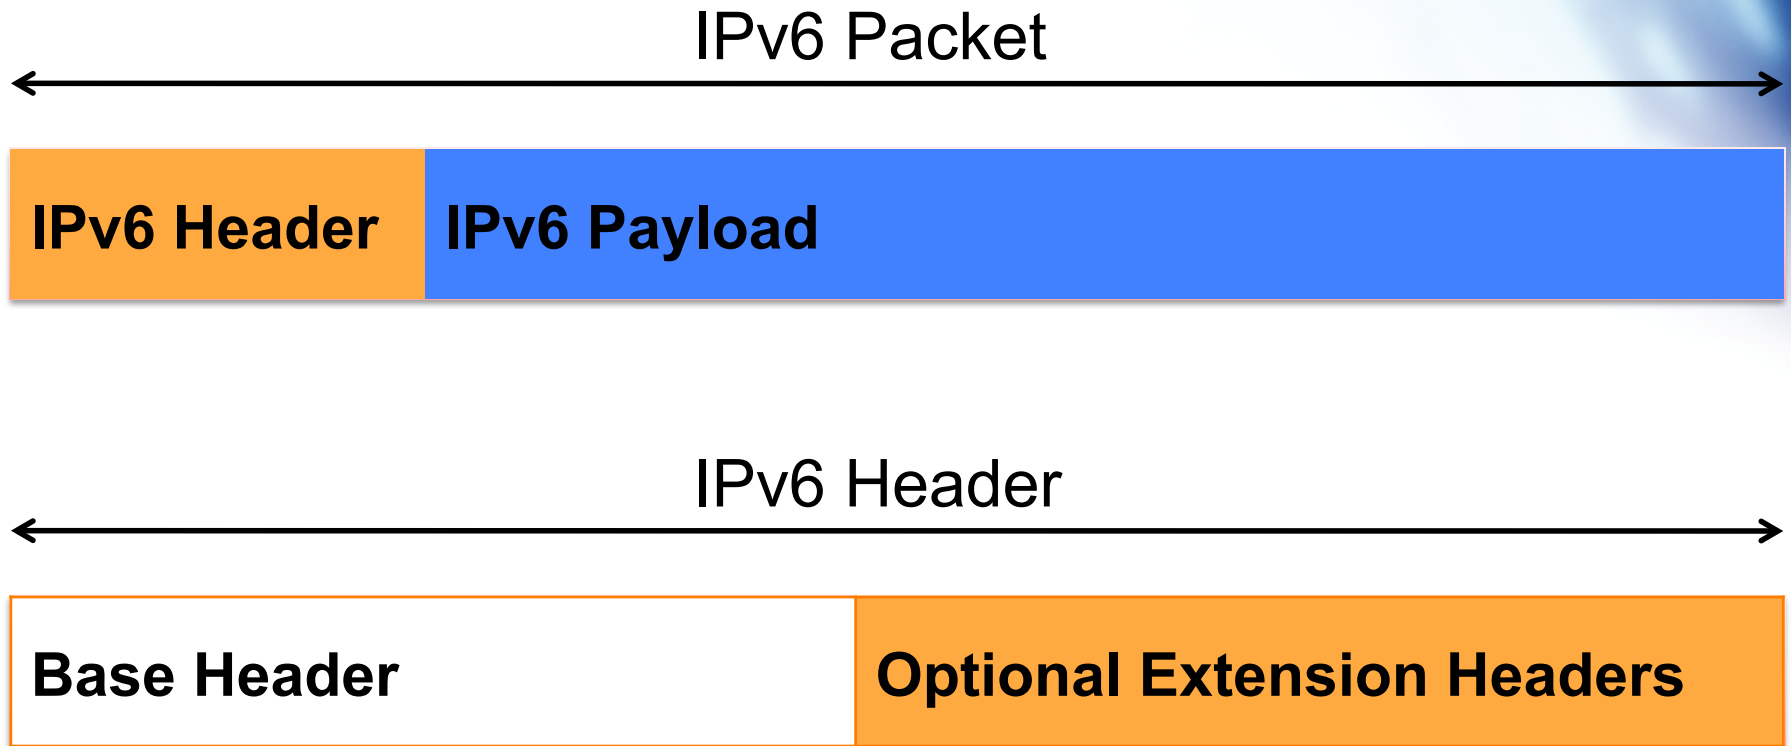 IPv6 Packet
IPv6 Header IPv6 Payload
IPv6 Header
Base Header Optional Extension Headers